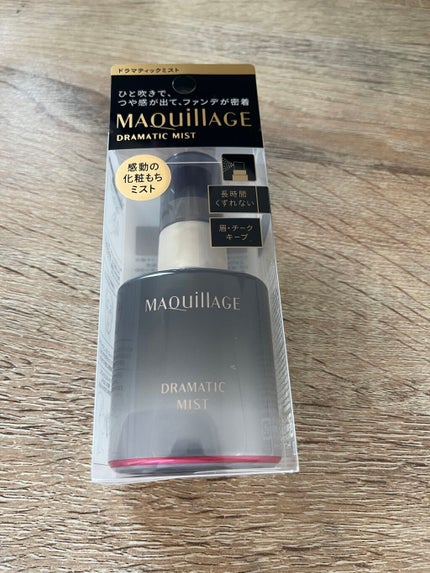 ドラマティックミスト
ひと吹きで、
つや感が出て、ファンデが密着
MAQuillAGE
DRAMATIC MIST
感動の
化粧もち
ミスト
長時間
くずれない
眉・チーク
キープ
MAQuillAGE
DRAMATIC
MIST